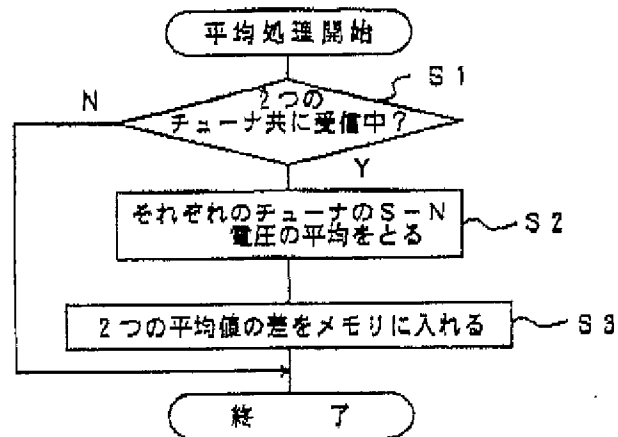 平均処理開始
S1
N
2つの
チューナ共に受信中?
Y
それぞれのチューナのS-N
電圧の平均をとる
S2
2つの平均値の差をメモリに入れる
S3
終 了